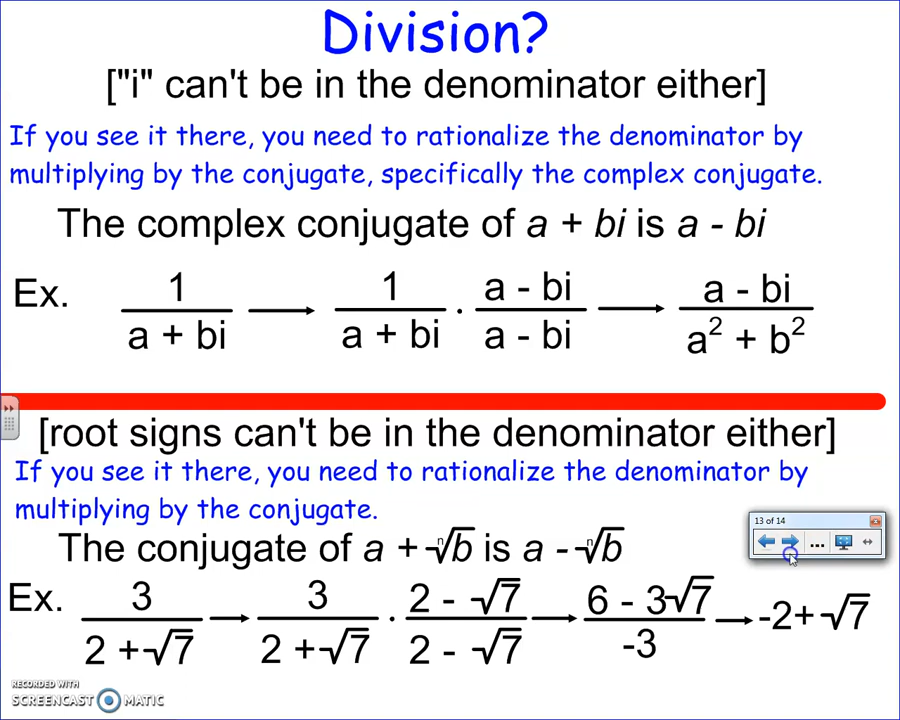 Division?
["i" can't be in the denominator either]
If you see it there, you need to rationalize the denominator by
multiplying by the conjugate, specifically the complex conjugate.
The complex conjugate of a + bi is a - bi
Ex. 1/(a + bi) → 1/(a + bi) · (a - bi)/(a - bi) → (a - bi)/(a² + b²)
[root signs can't be in the denominator either]
If you see it there, you need to rationalize the denominator by
multiplying by the conjugate.
The conjugate of a + ⁿ√b is a - ⁿ√b
13 of 14
...
Ex. 3/(2 + √7) → 3/(2 + √7) · (2 - √7)/(2 - √7) → (6 - 3√7)/-3 → -2 + √7
RECORDED WITH
SCREENCAST MATIC